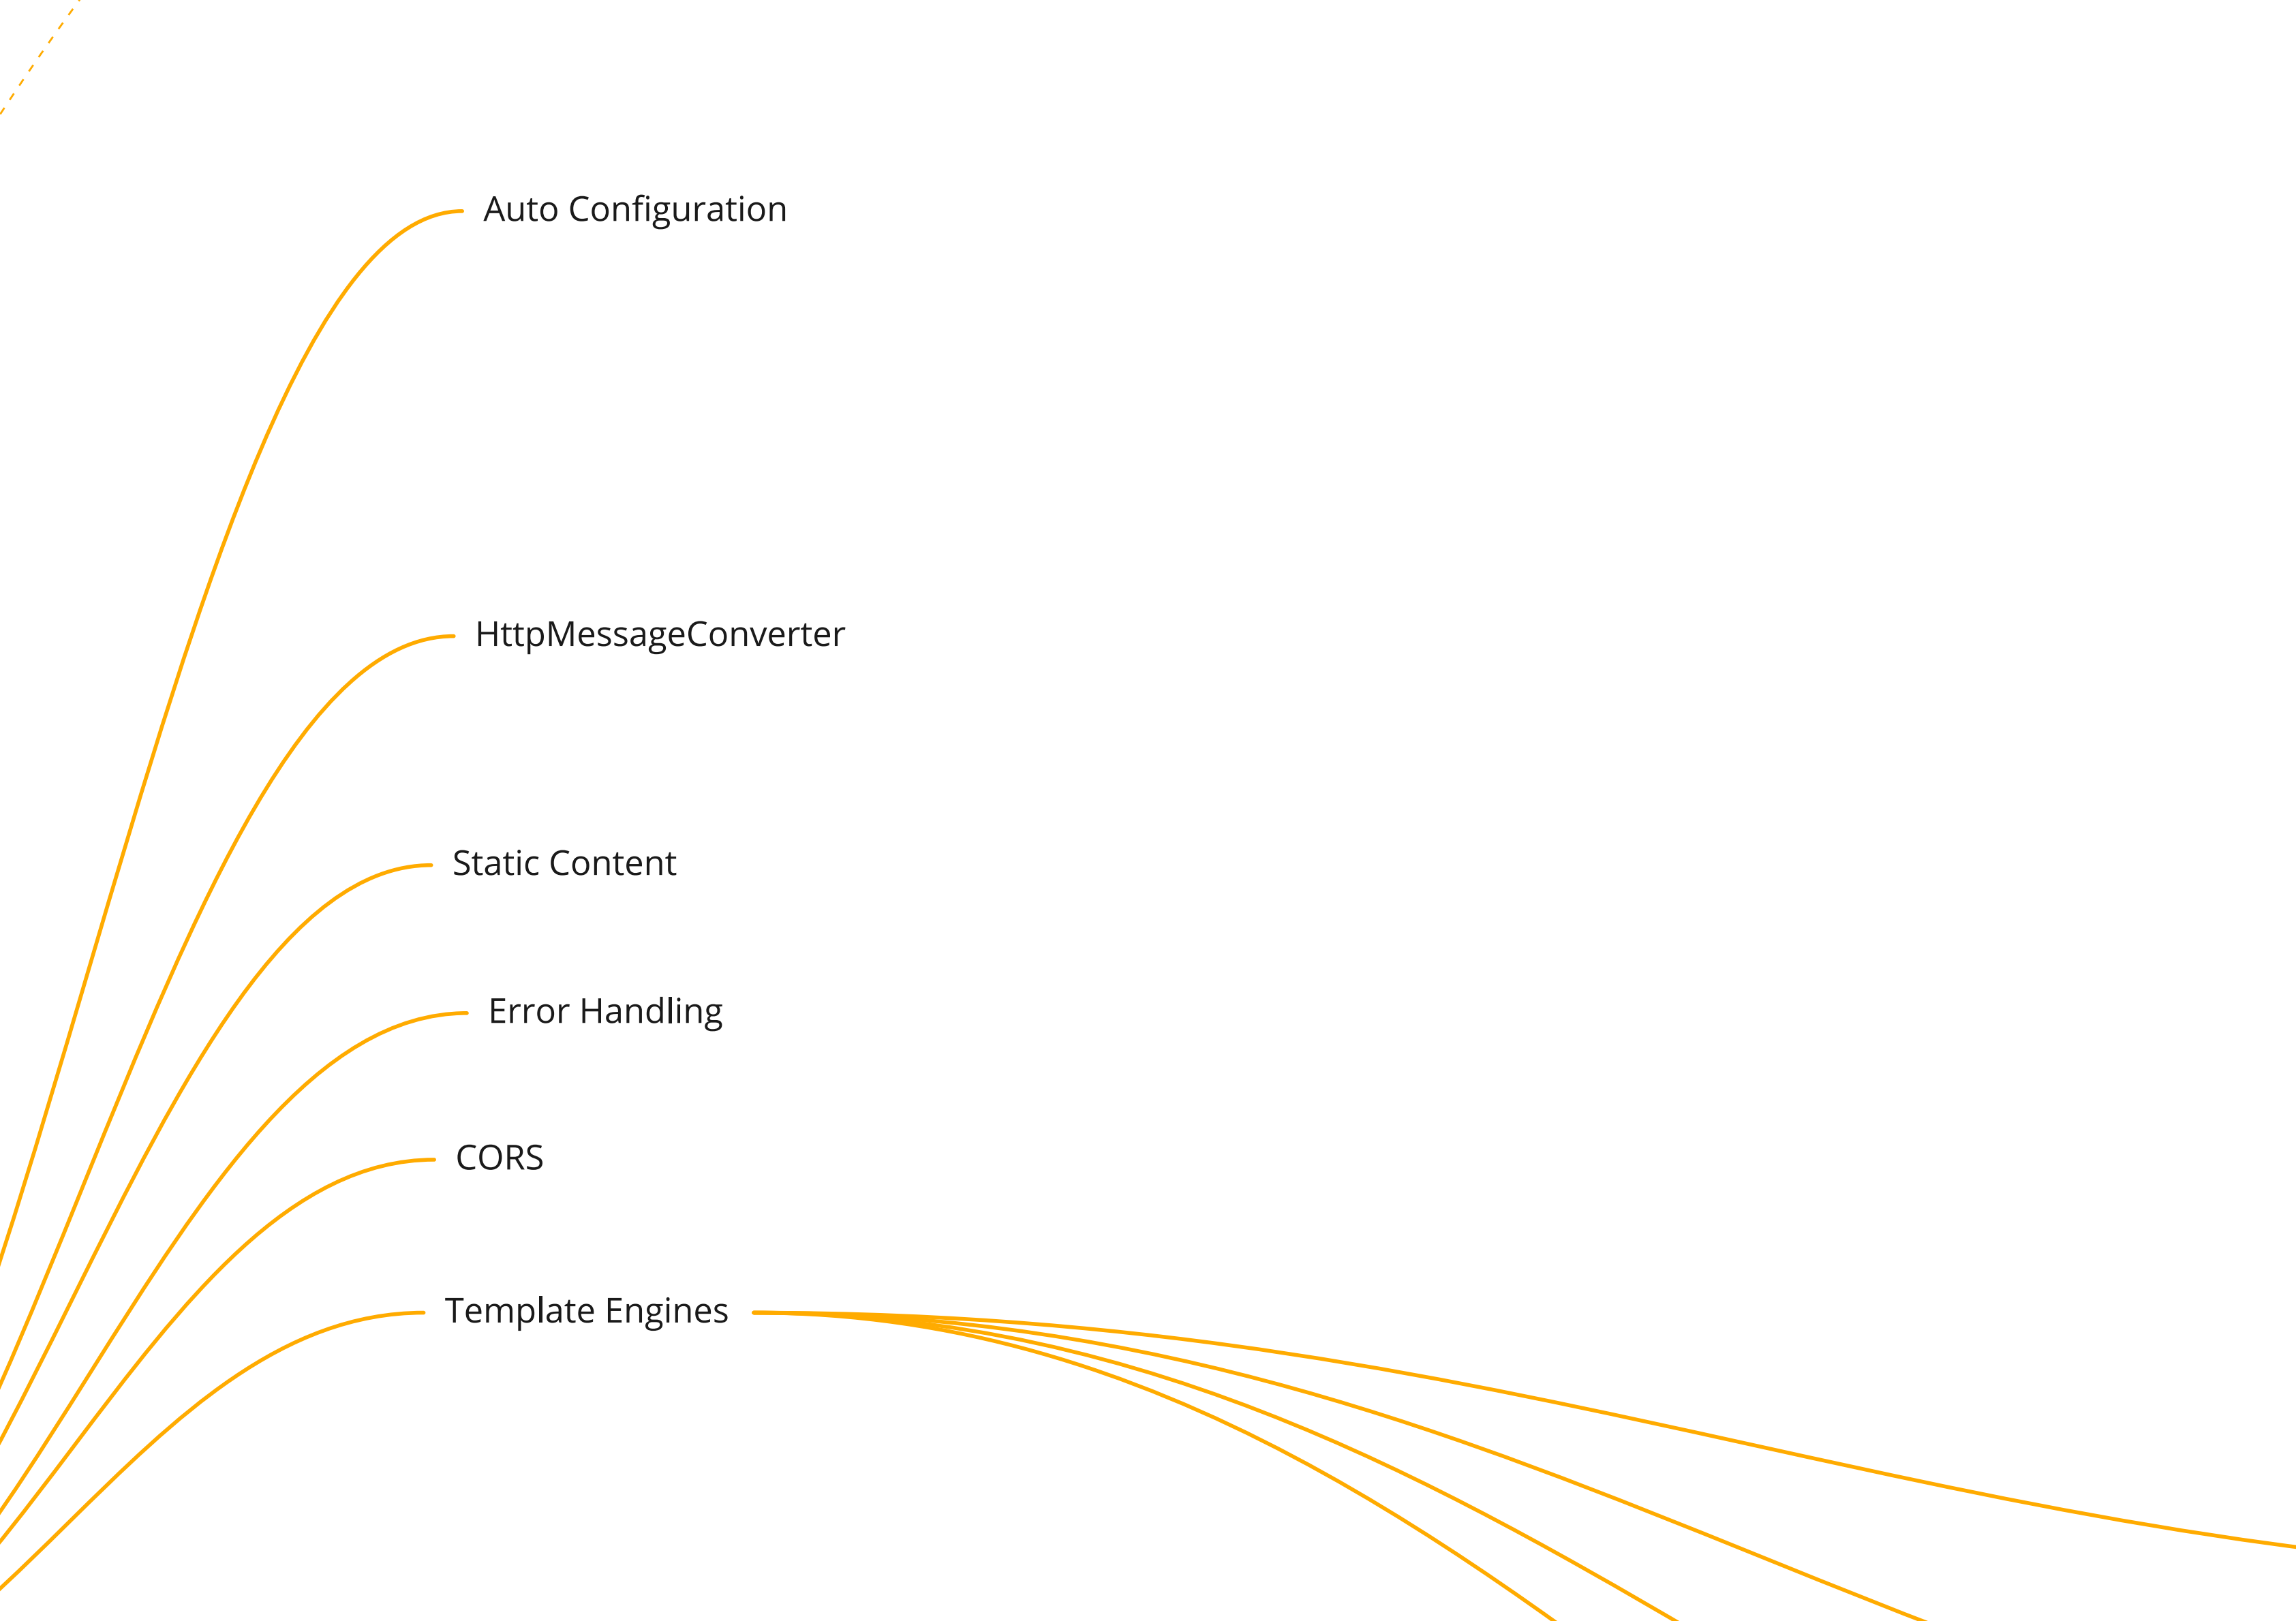 Auto Configuration
HttpMessageConverter
Static Content
Error Handling
CORS
Template Engines